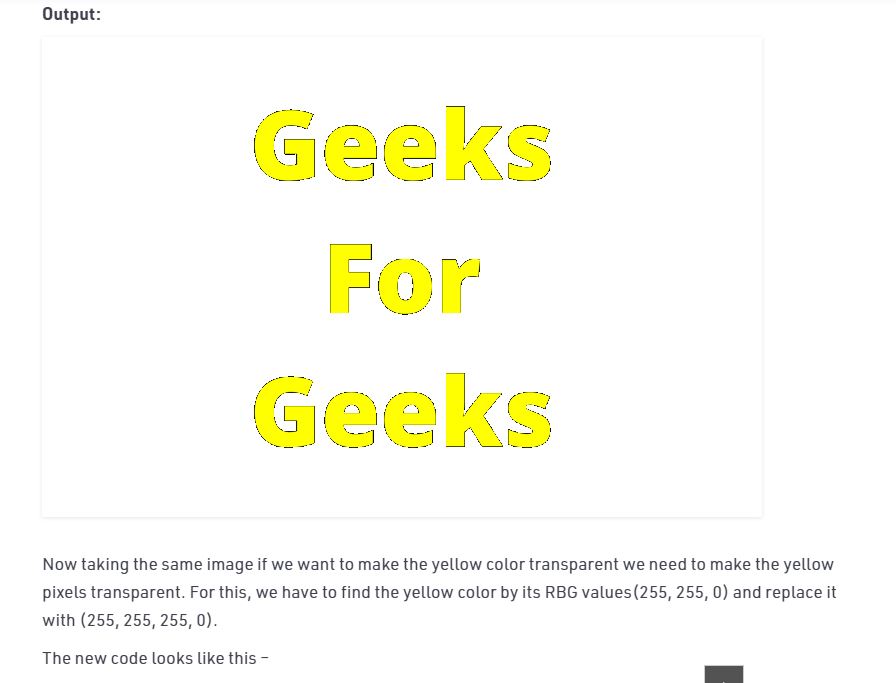 Output:
Geeks
For
Geeks
Now taking the same image if we want to make the yellow color transparent we need to make the yellow
pixels transparent. For this, we have to find the yellow color by its RBG values(255, 255, 0) and replace it
with (255, 255, 255, 0).
The new code looks like this –